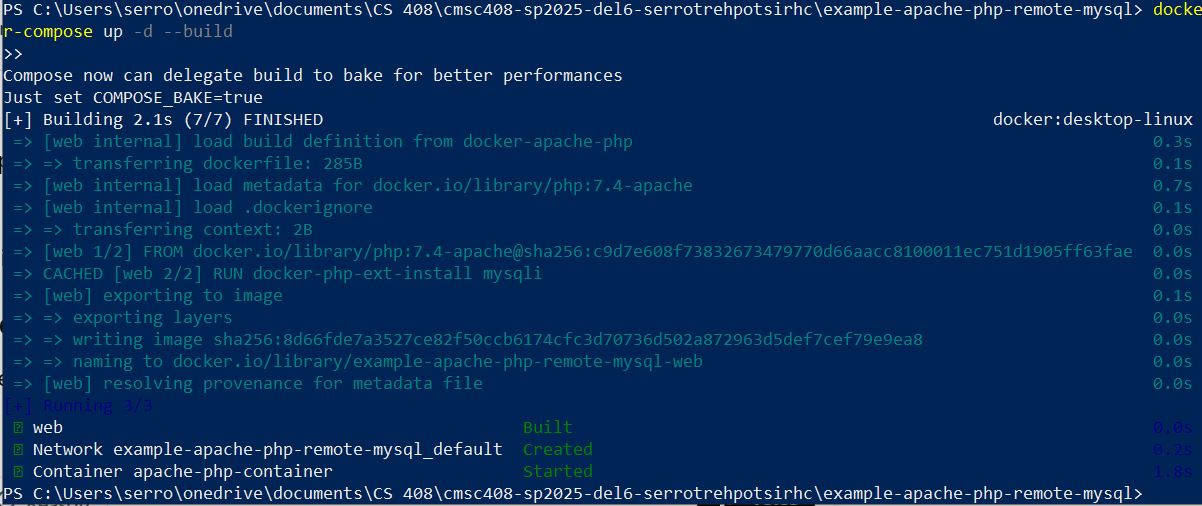 PS C:\Users\serro\onedrive\documents\CS 408\cmsc408-sp2025-del6-serrotrehpotsirhc\example-apache-php-remote-mysql> docke
r-compose up -d --build
>>
Compose now can delegate build to bake for better performances
Just set COMPOSE_BAKE=true
[+] Building 2.1s (7/7) FINISHED docker:desktop-linux
=> [web internal] load build definition from docker-apache-php 0.3s
=> => transferring dockerfile: 285B 0.1s
=> [web internal] load metadata for docker.io/library/php:7.4-apache 0.7s
=> [web internal] load .dockerignore 0.1s
=> => transferring context: 2B 0.0s
=> [web 1/2] FROM docker.io/library/php:7.4-apache@sha256:c9d7e608f73832673479770d66aacc8100011ec751d1905ff63fae 0.0s
=> CACHED [web 2/2] RUN docker-php-ext-install mysqli 0.0s
=> [web] exporting to image 0.1s
=> => exporting layers 0.0s
=> => writing image sha256:8d66fde7a3527ce82f50ccb6174cfc3d70736d502a872963d5def7cef79e9ea8 0.0s
=> => naming to docker.io/library/example-apache-php-remote-mysql-web 0.0s
=> [web] resolving provenance for metadata file 0.0s
[+] Running 3/3
web Built 0.0s
Network example-apache-php-remote-mysql_default Created 0.2s
Container apache-php-container Started 1.8s
PS C:\Users\serro\onedrive\documents\CS 408\cmsc408-sp2025-del6-serrotrehpotsirhc\example-apache-php-remote-mysql>